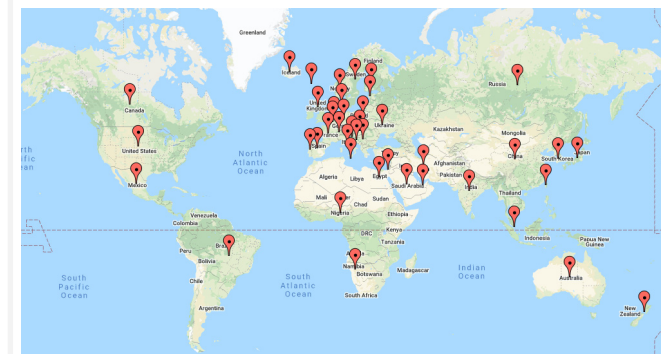 Greenland
Iceland
Finland
Sweden
Russia
Canada
United
Kingdom
Ukraine
Kazakhstan
Mongolia
France
Spain
United States
North
Atlantic
Ocean
China
South Korea
Japan
Afghanistan
Pakistan
Algeria
Libya
Egypt
Saudi Arabia
India
Mexico
Mali
Chad
Sudan
Thailand
Nigeria
Ethiopia
Venezuela
Colombia
Kenya
DRC
Indonesia
Papua New
Guinea
Tanzania
Peru
Bolivia
Namibia
Botswana
Madagascar
Indian
Ocean
Australia
South
Pacific
Ocean
Chile
South
Atlantic
Ocean
South Africa
Argentina
New
Zealand